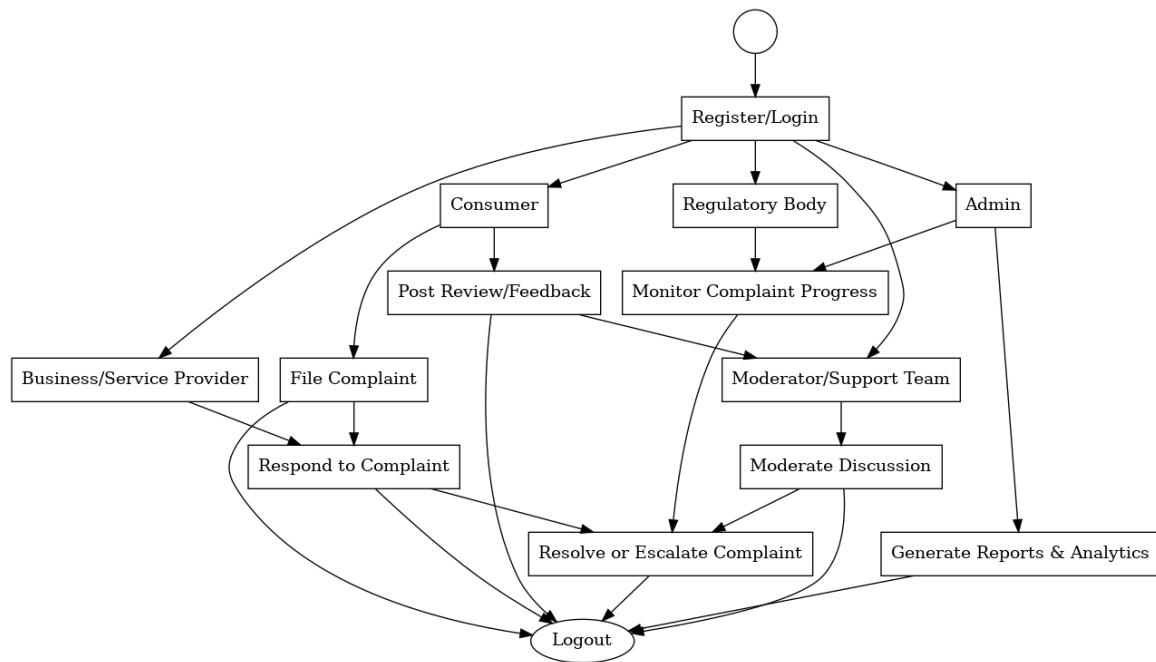 Register/Login
Consumer
Regulatory Body
Admin
Post Review/Feedback
Monitor Complaint Progress
Business/Service Provider
File Complaint
Moderator/Support Team
Respond to Complaint
Moderate Discussion
Resolve or Escalate Complaint
Generate Reports & Analytics
Logout